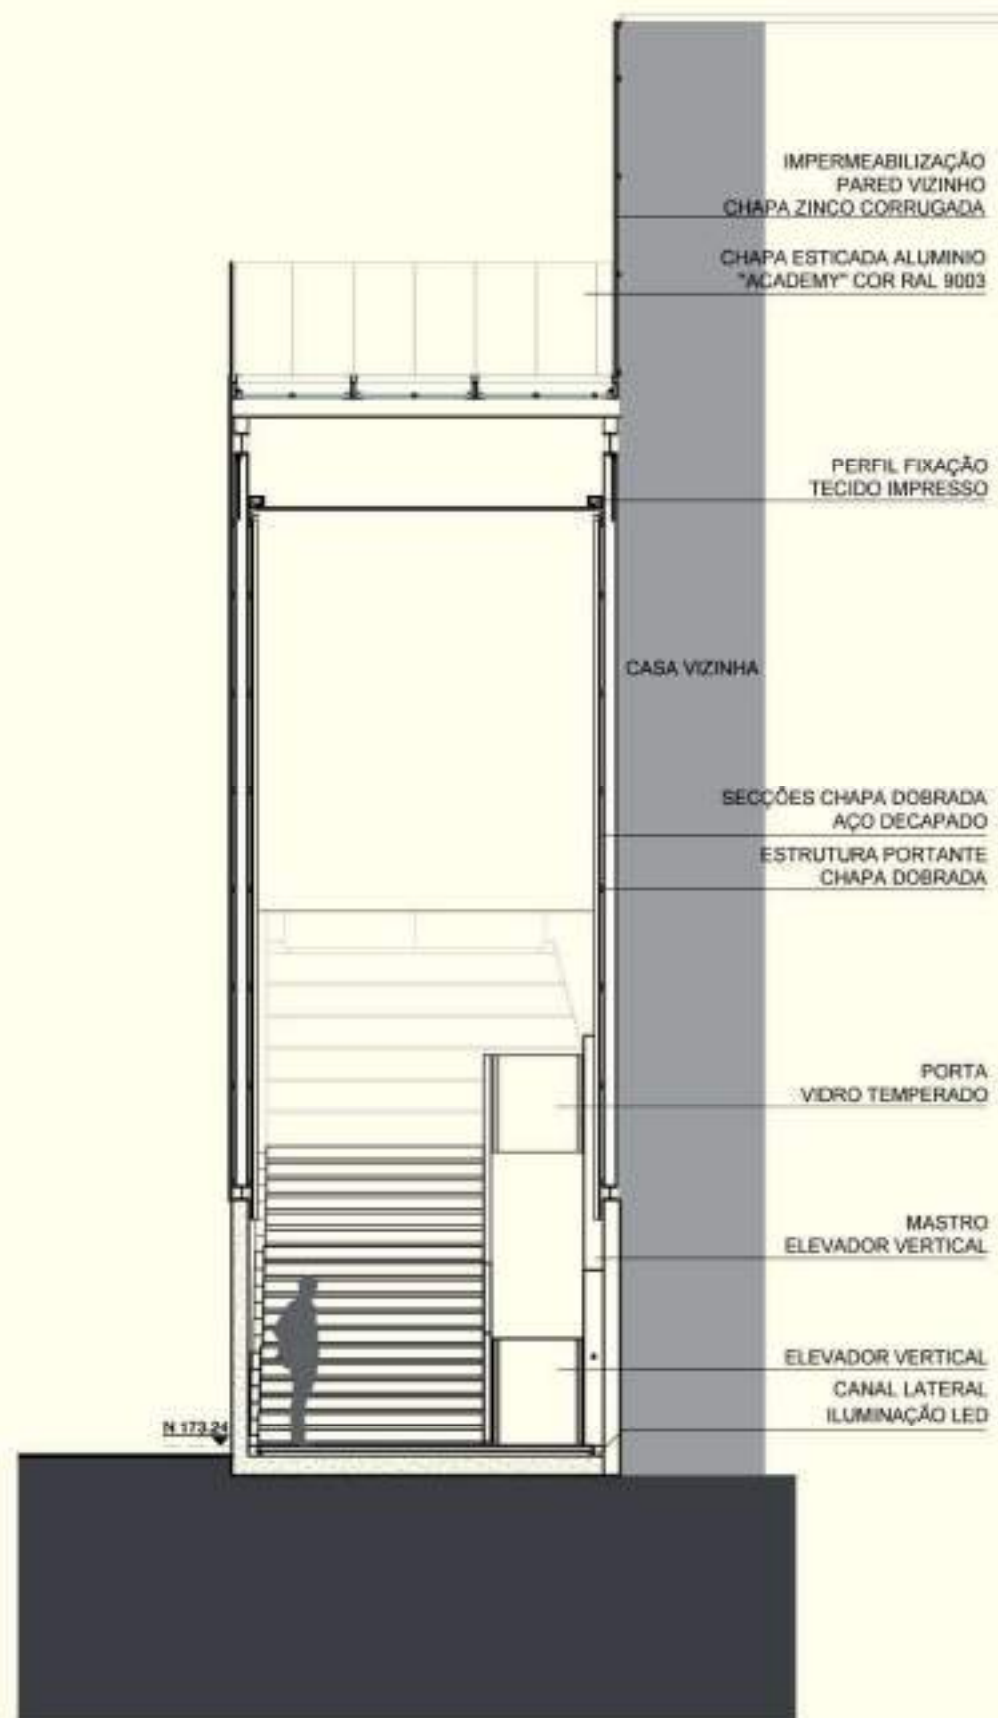 IMPERMEABILIZAÇÃO
PARED VIZINHO
CHAPA ZINCO CORRUGADA
CHAPA ESTICADA ALUMINIO
"ACADEMY" COR RAL 9003
PERFIL FIXAÇÃO
TECIDO IMPRESSO
CASA VIZINHA
SECÇÕES CHAPA DOBRADA
AÇO DECAPADO
ESTRUTURA PORTANTE
CHAPA DOBRADA
PORTA
VIDRO TEMPERADO
MASTRO
ELEVADOR VERTICAL
ELEVADOR VERTICAL
CANAL LATERAL
ILUMINAÇÃO LED
N 173.24